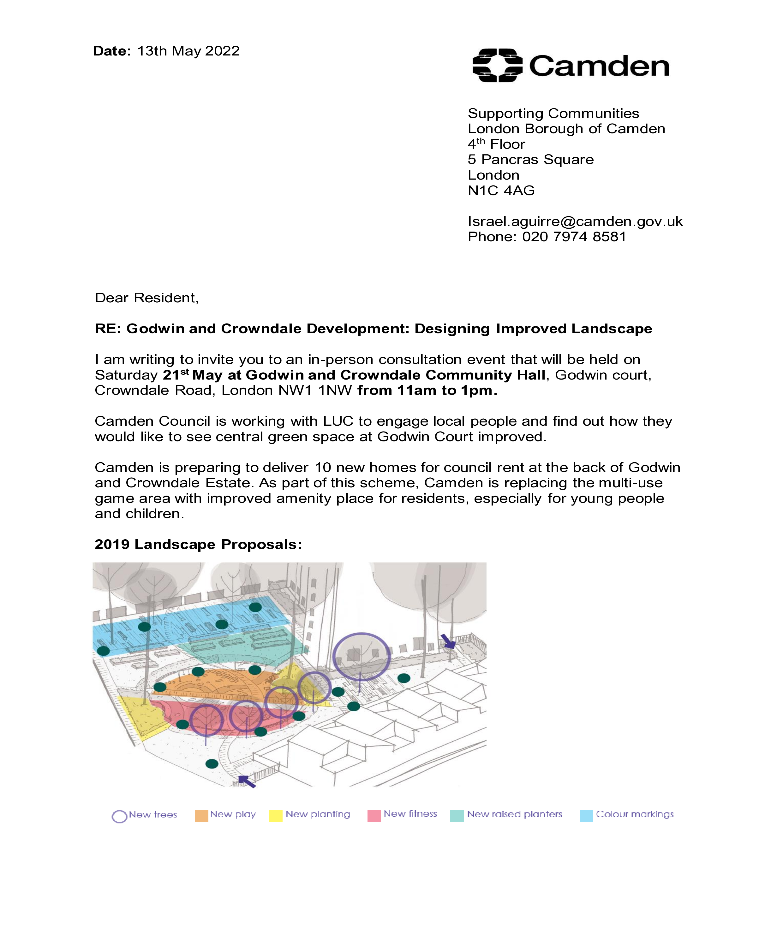 Date: 13th May 2022
Camden
Supporting Communities
London Borough of Camden
4th Floor
5 Pancras Square
London
N1C 4AG
Israel.aguirre@camden.gov.uk
Phone: 020 7974 8581
Dear Resident,
RE: Godwin and Crowndale Development: Designing Improved Landscape
I am writing to invite you to an in-person consultation event that will be held on
Saturday 21st May at Godwin and Crowndale Community Hall, Godwin court,
Crowndale Road, London NW1 1NW from 11am to 1pm.
Camden Council is working with LUC to engage local people and find out how they
would like to see central green space at Godwin Court improved.
Camden is preparing to deliver 10 new homes for council rent at the back of Godwin
and Crowndale Estate. As part of this scheme, Camden is replacing the multi-use
game area with improved amenity place for residents, especially for young people
and children.
2019 Landscape Proposals:
New trees New play New planting New fitness New raised planters Colour markings